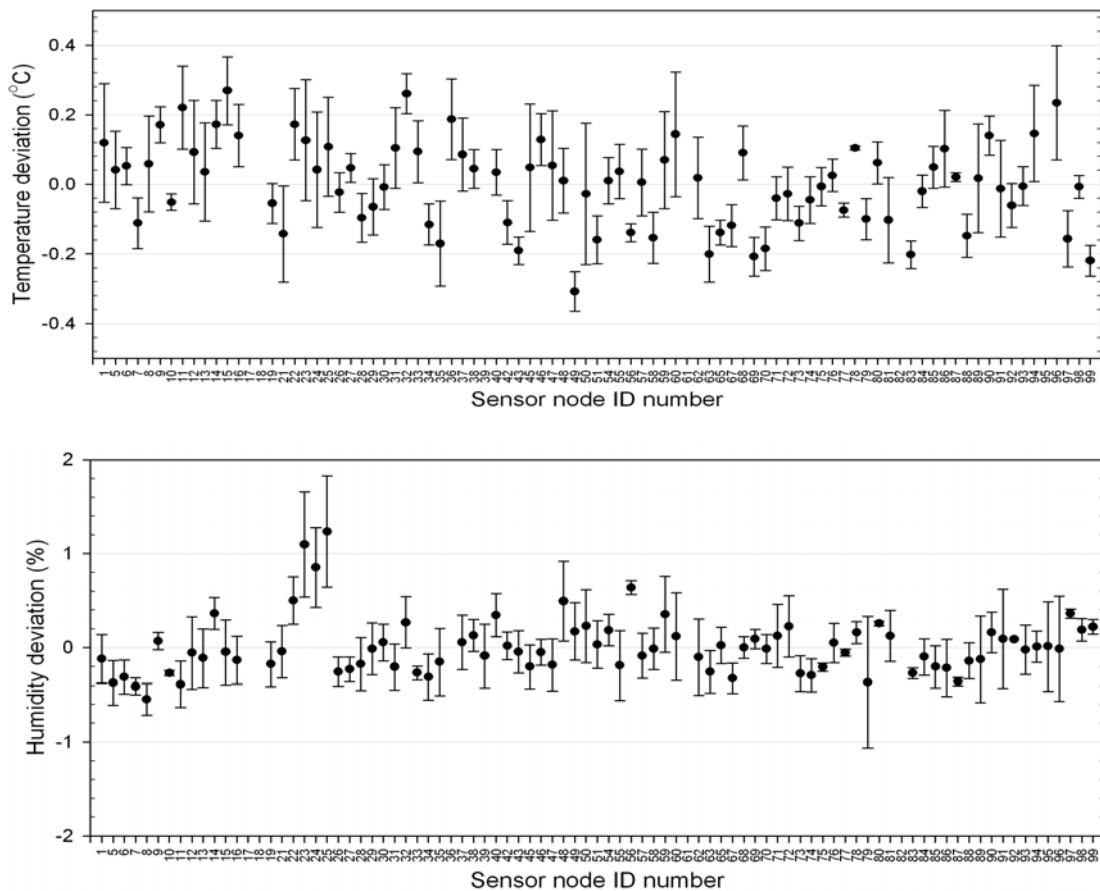 Temperature deviation (°C)
0.4
0.2
0.0
-0.2
-0.4
1 5 6 7 8 9 10 11 12 13 14 15 16 17 18 19 21 22 23 24 25 26 27 28 29 30 31 32 33 34 35 36 37 38 39 40 42 43 45 46 47 48 49 50 51 54 55 56 57 58 59 60 61 62 63 65 67 68 69 70 71 72 73 74 75 76 77 78 79 80 81 82 83 84 85 86 87 88 89 90 91 92 93 94 95 96 97 98 99
Sensor node ID number
Humidity deviation (%)
2
1
0
-1
-2
1 5 6 7 8 9 10 11 12 13 14 15 16 17 18 19 21 22 23 24 25 26 27 28 29 30 31 32 33 34 35 36 37 38 39 40 42 43 45 46 47 48 49 50 51 54 55 56 57 58 59 60 61 62 63 65 67 68 69 70 71 72 73 74 75 76 77 78 79 80 81 82 83 84 85 86 87 88 89 90 91 92 93 94 95 96 97 98 99
Sensor node ID number